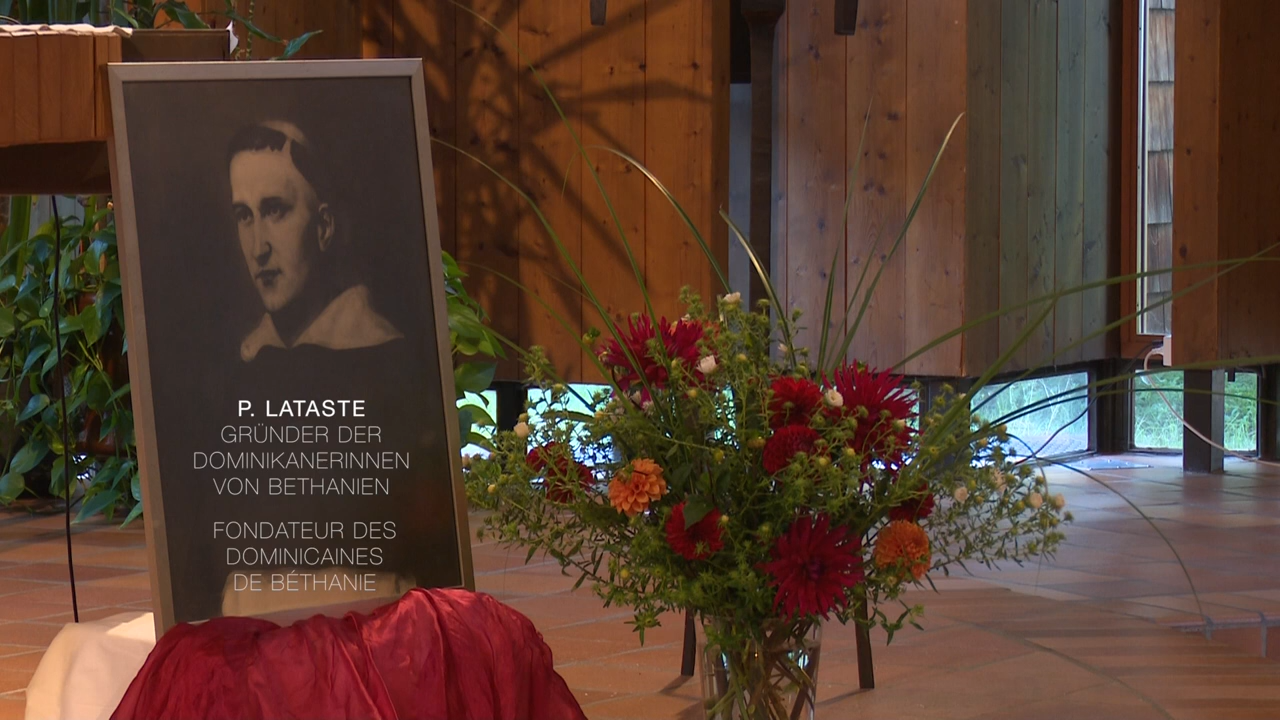 P. LATASTE
GRÜNDER DER
DOMINIKANERINNEN
VON BETHANIEN
FONDATEUR DES
DOMINICAINES
DE BÉTHANIE